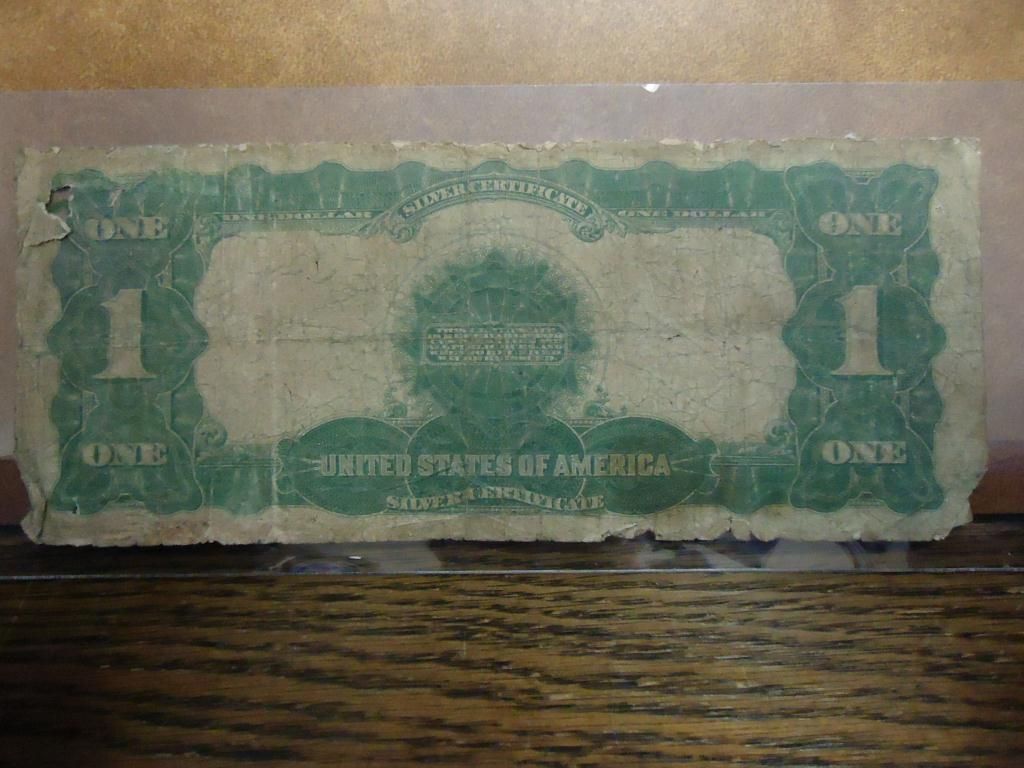 SILVER CERTIFICATE
ONE DOLLAR ONE DOLLAR
ONE ONE
1 1
ONE ONE
UNITED STATES OF AMERICA
SILVER CERTIFICATE